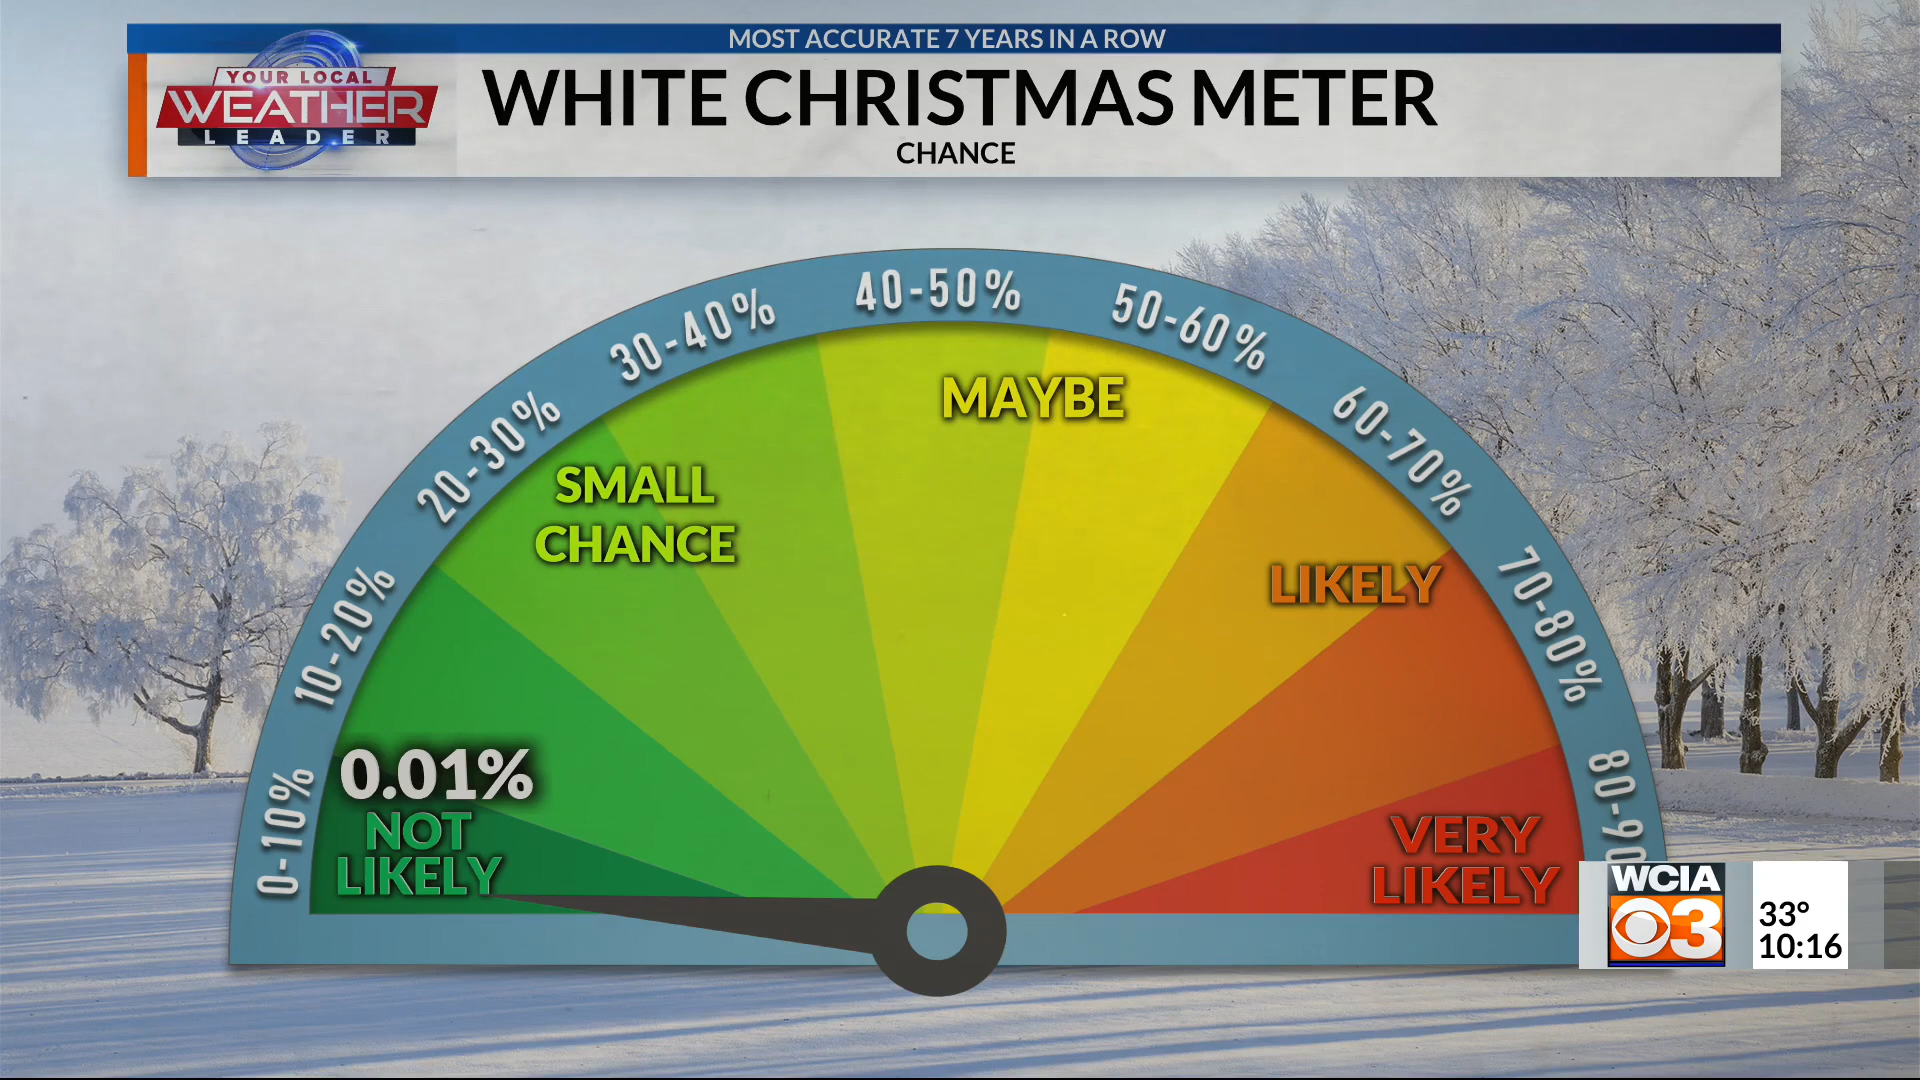 MOST ACCURATE 7 YEARS IN A ROW
YOUR LOCAL
WEATHER
LEADER
WHITE CHRISTMAS METER
CHANCE
0-10%
10-20%
20-30%
30-40%
40-50%
50-60%
60-70%
70-80%
MAYBE
SMALL
CHANCE
LIKELY
0.01%
NOT
LIKELY
VERY
LIKELY
WCIA
3
33°
10:16